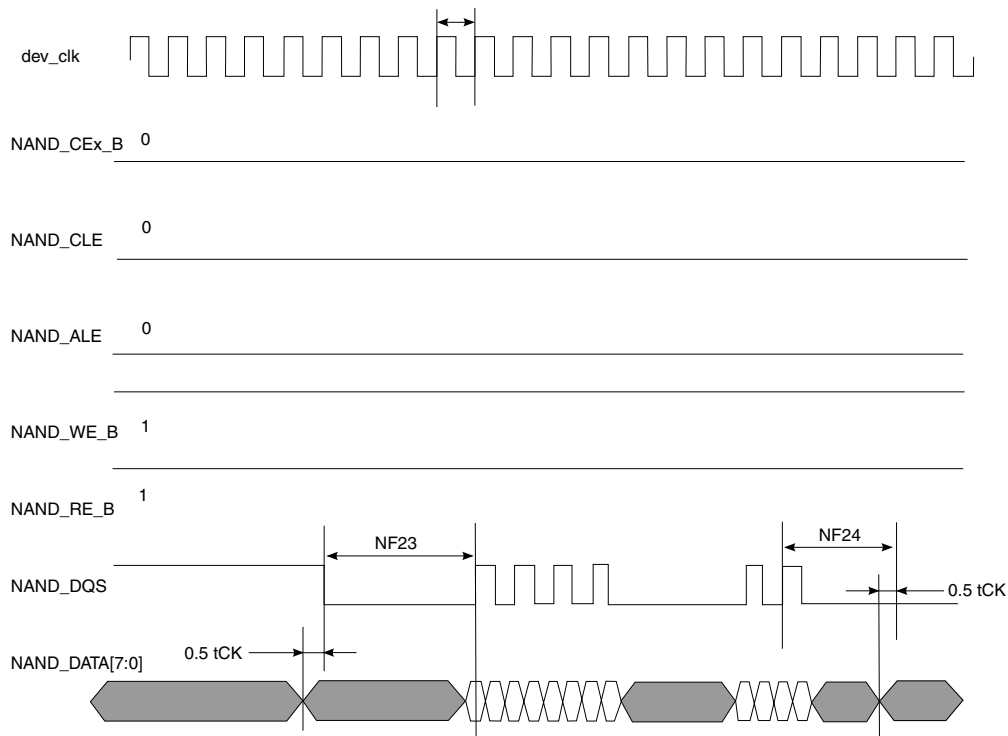 dev_clk
NAND_CEx_B 0
NAND_CLE 0
NAND_ALE 0
NAND_WE_B 1
NAND_RE_B 1
NF23
NF24
NAND_DQS
0.5 tCK
NAND_DATA[7:0]
0.5 tCK